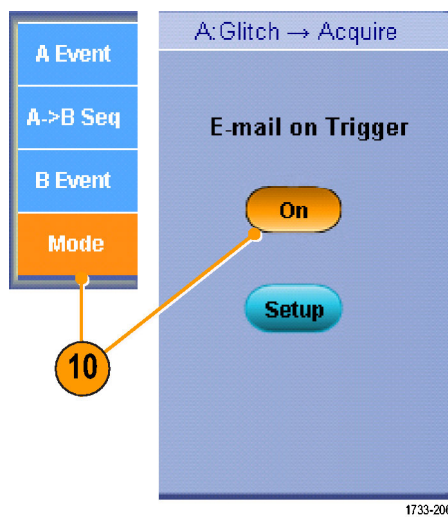 A Event
A->B Seq
B Event
Mode
A:Glitch → Acquire
E-mail on Trigger
On
Setup
10